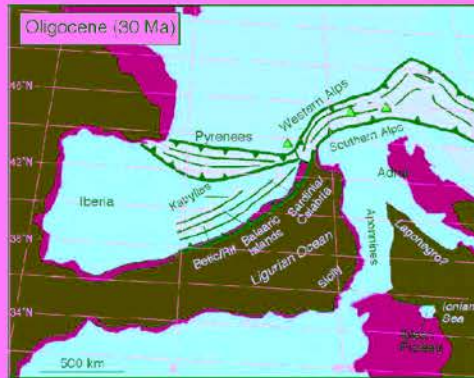 Oligocene (30 Ma)
46°N
Western Alps
Pyrenees
Southern Alps
42°N
Adria
Iberia
Kabylies
Sardinia/
Calabria
Balearic
Islands
Betic/Rif
38°N
Ligurian Ocean
Apennines
Lagonegro?
Sicily
34°N
Ionian
Sea
500 km